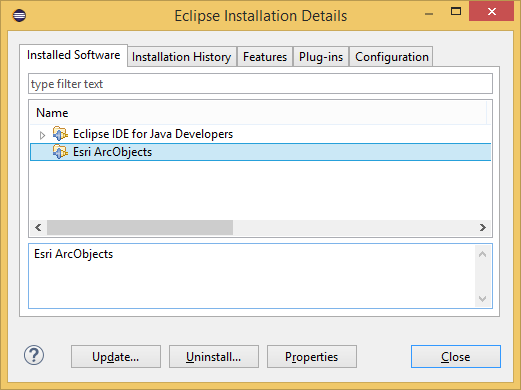 Eclipse Installation Details
Installed Software Installation History Features Plug-ins Configuration
type filter text
Name
Eclipse IDE for Java Developers
Esri ArcObjects
Esri ArcObjects
? Update... Uninstall... Properties Close